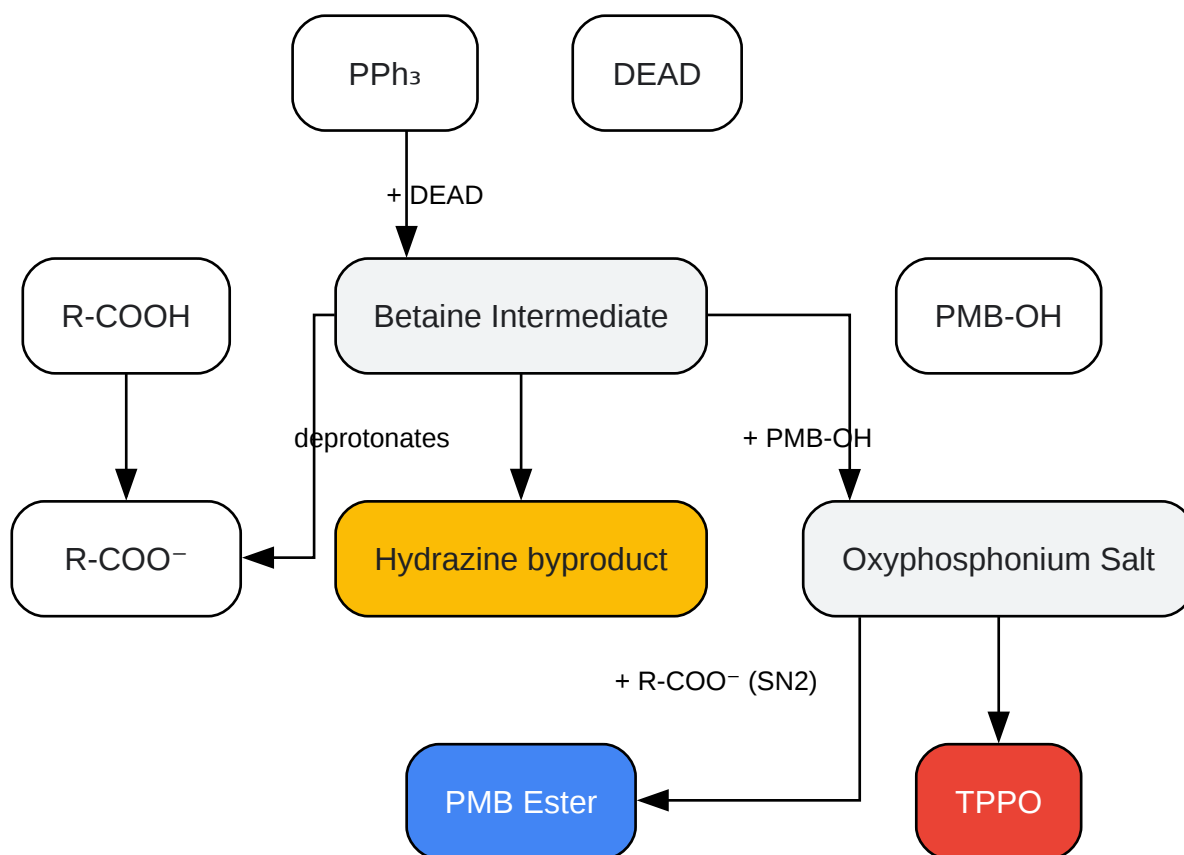 PPh₃
DEAD
+ DEAD
R-COOH
Betaine Intermediate
PMB-OH
deprotonates
+ PMB-OH
R-COO⁻
Hydrazine byproduct
Oxyphosphonium Salt
+ R-COO⁻ (SN2)
PMB Ester
TPPO